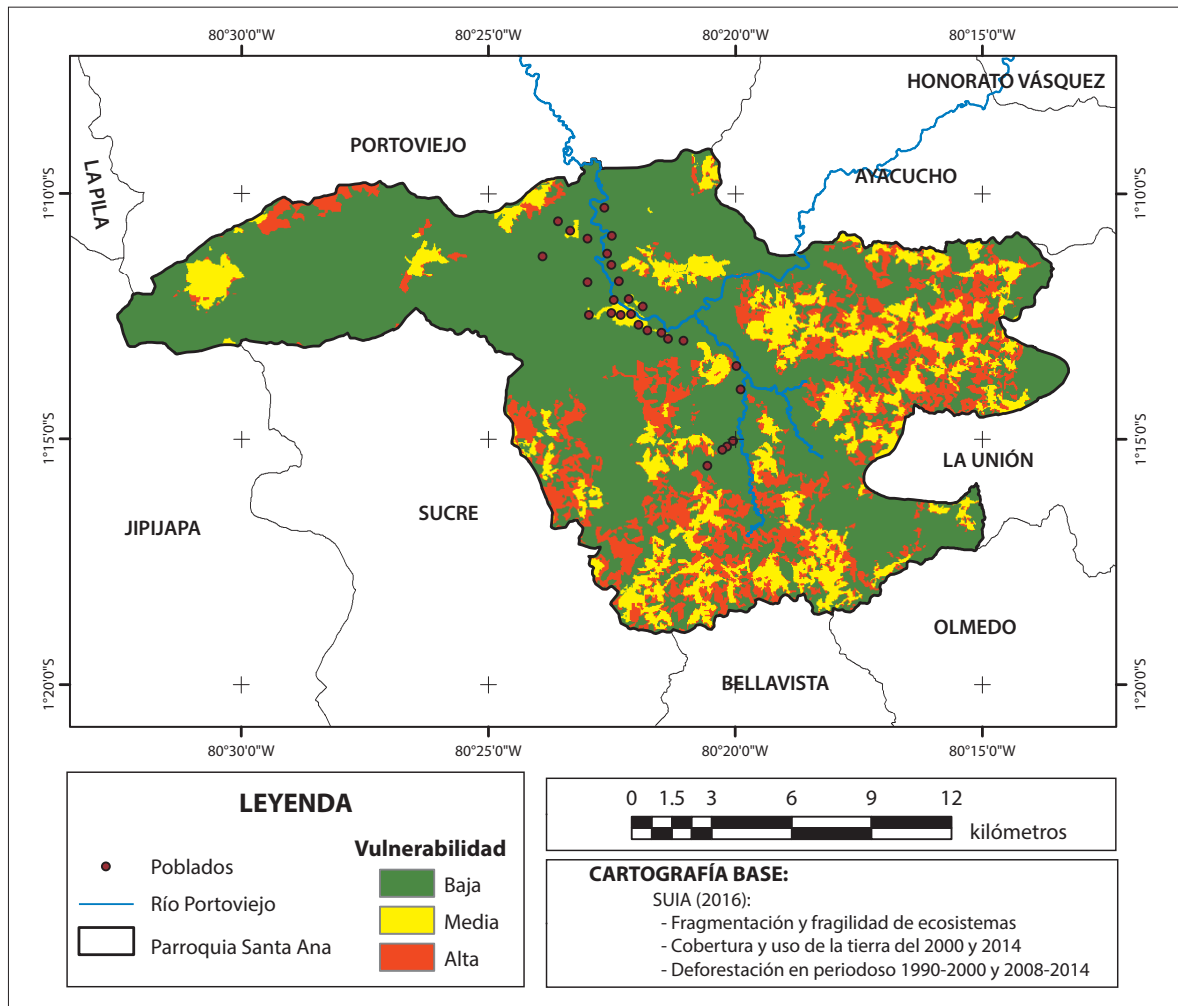 80°30'0"W
80°25'0"W
80°20'0"W
80°15'0"W
HONORATO VÁSQUEZ
PORTOVIEJO
AYACUCHO
LA PILA
1°10'0"S
1°10'0"S
1°15'0"S
1°15'0"S
LA UNIÓN
JIPIJAPA
SUCRE
OLMEDO
BELLAVISTA
1°20'0"S
1°20'0"S
80°30'0"W
80°25'0"W
80°20'0"W
80°15'0"W
LEYENDA
Poblados
Río Portoviejo
Parroquia Santa Ana
Vulnerabilidad
Baja
Media
Alta
0 1.5 3 6 9 12
kilómetros
CARTOGRAFÍA BASE:
SUIA (2016):
- Fragmentación y fragilidad de ecosistemas
- Cobertura y uso de la tierra del 2000 y 2014
- Deforestación en periodoso 1990-2000 y 2008-2014